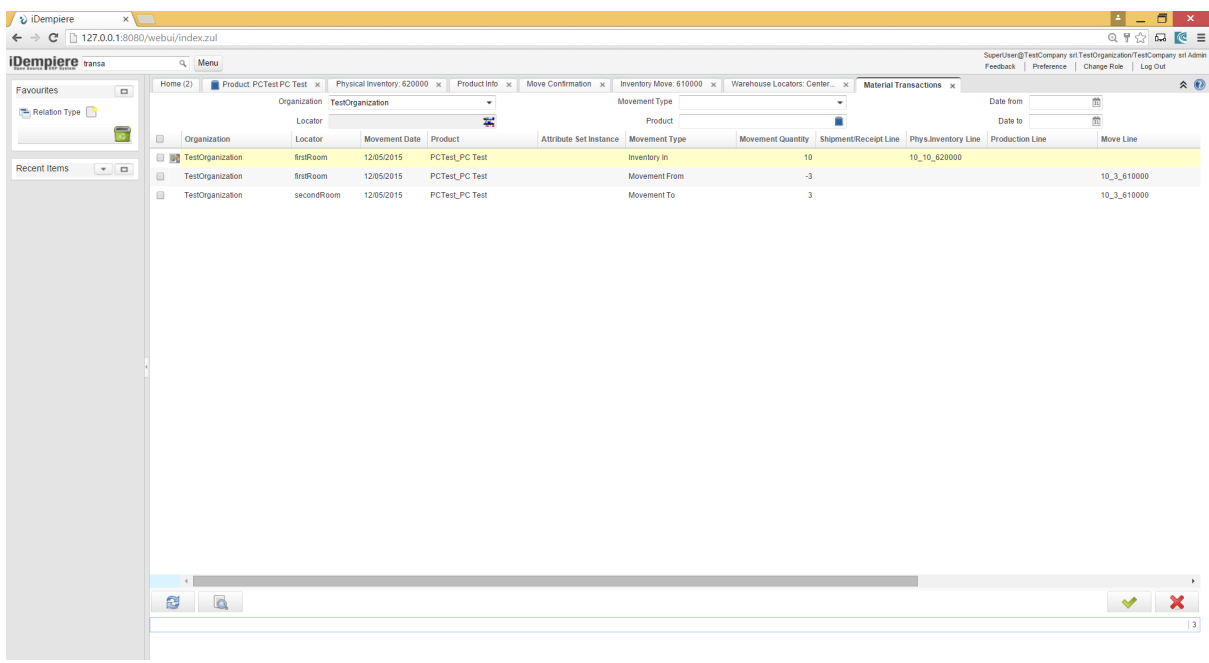 iDempiere
127.0.0.1:8080/webui/index.zul
iDempiere transa Menu
SuperUser@TestCompany srl.TestOrganization/TestCompany srl Admin
Feedback | Preference | Change Role | Log Out
Favourites
Relation Type
Recent Items
Home (2) Product: PCTest PC Test Physical Inventory: 620000 Product Info Move Confirmation Inventory Move: 610000 Warehouse Locators: Center... Material Transactions
Organization TestOrganization Movement Type Date from
Locator Product Date to
Organization Locator Movement Date Product Attribute Set Instance Movement Type Movement Quantity Shipment/Receipt Line Phys.Inventory Line Production Line Move Line
TestOrganization firstRoom 12/05/2015 PCTest_PC Test Inventory In 10 10_10_620000
TestOrganization firstRoom 12/05/2015 PCTest_PC Test Movement From -3 10_3_610000
TestOrganization secondRoom 12/05/2015 PCTest_PC Test Movement To 3 10_3_610000
3